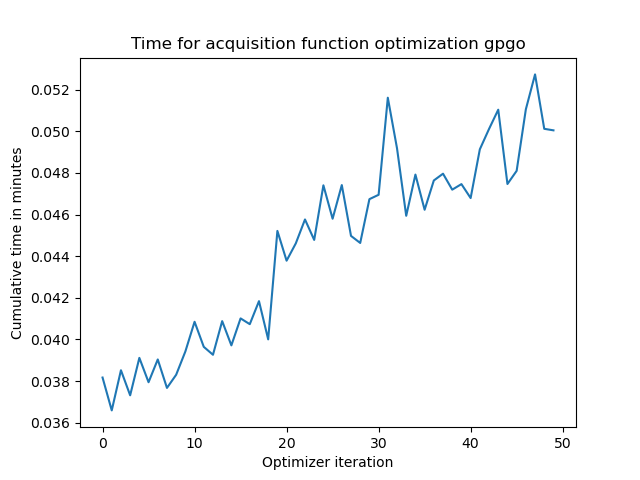 Time for acquisition function optimization gpgo
0.052
0.050
0.048
0.046
0.044
0.042
0.040
0.038
0.036
Cumulative time in minutes
0 10 20 30 40 50
Optimizer iteration